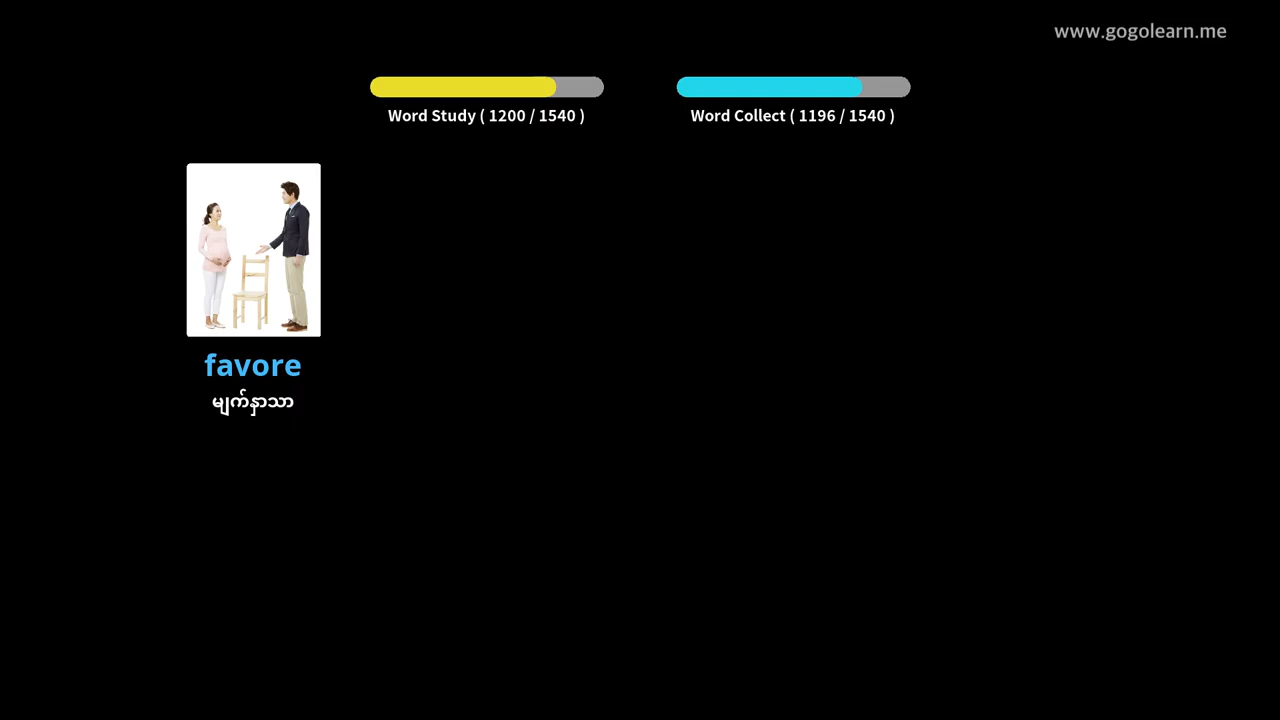 www.gogolearn.me
Word Study ( 1200 / 1540 )
Word Collect ( 1196 / 1540 )
favore
မျက်နှာသာ